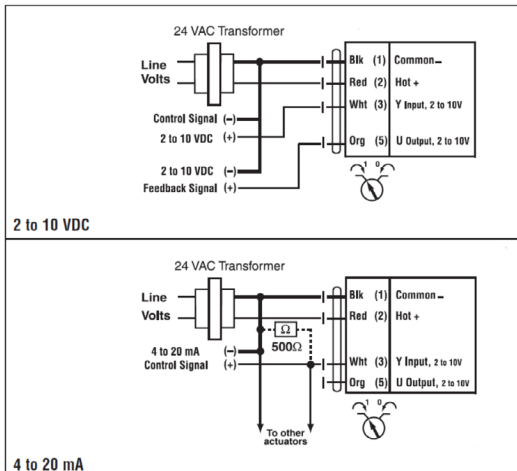 24 VAC Transformer
Line
Volts
Blk (1) Common–
Red (2) Hot +
Wht (3) Y Input, 2 to 10V
Org (5) U Output, 2 to 10V
Control Signal (–)
2 to 10 VDC (+)
2 to 10 VDC (–)
Feedback Signal (+)
1 0
2 to 10 VDC
24 VAC Transformer
Line
Volts
Blk (1) Common–
Red (2) Hot +
Ω
500Ω
4 to 20 mA (–)
Control Signal (+)
Wht (3) Y Input, 2 to 10V
Org (5) U Output, 2 to 10V
1 0
To other
actuators
4 to 20 mA